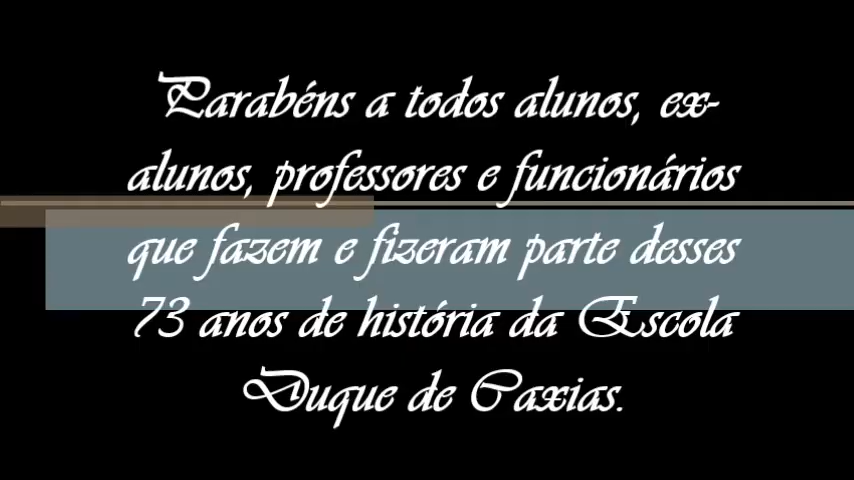 Parabéns a todos alunos, ex-
alunos, professores e funcionários
que fazem e fizeram parte desses
73 anos de história da Escola
Duque de Caxias.